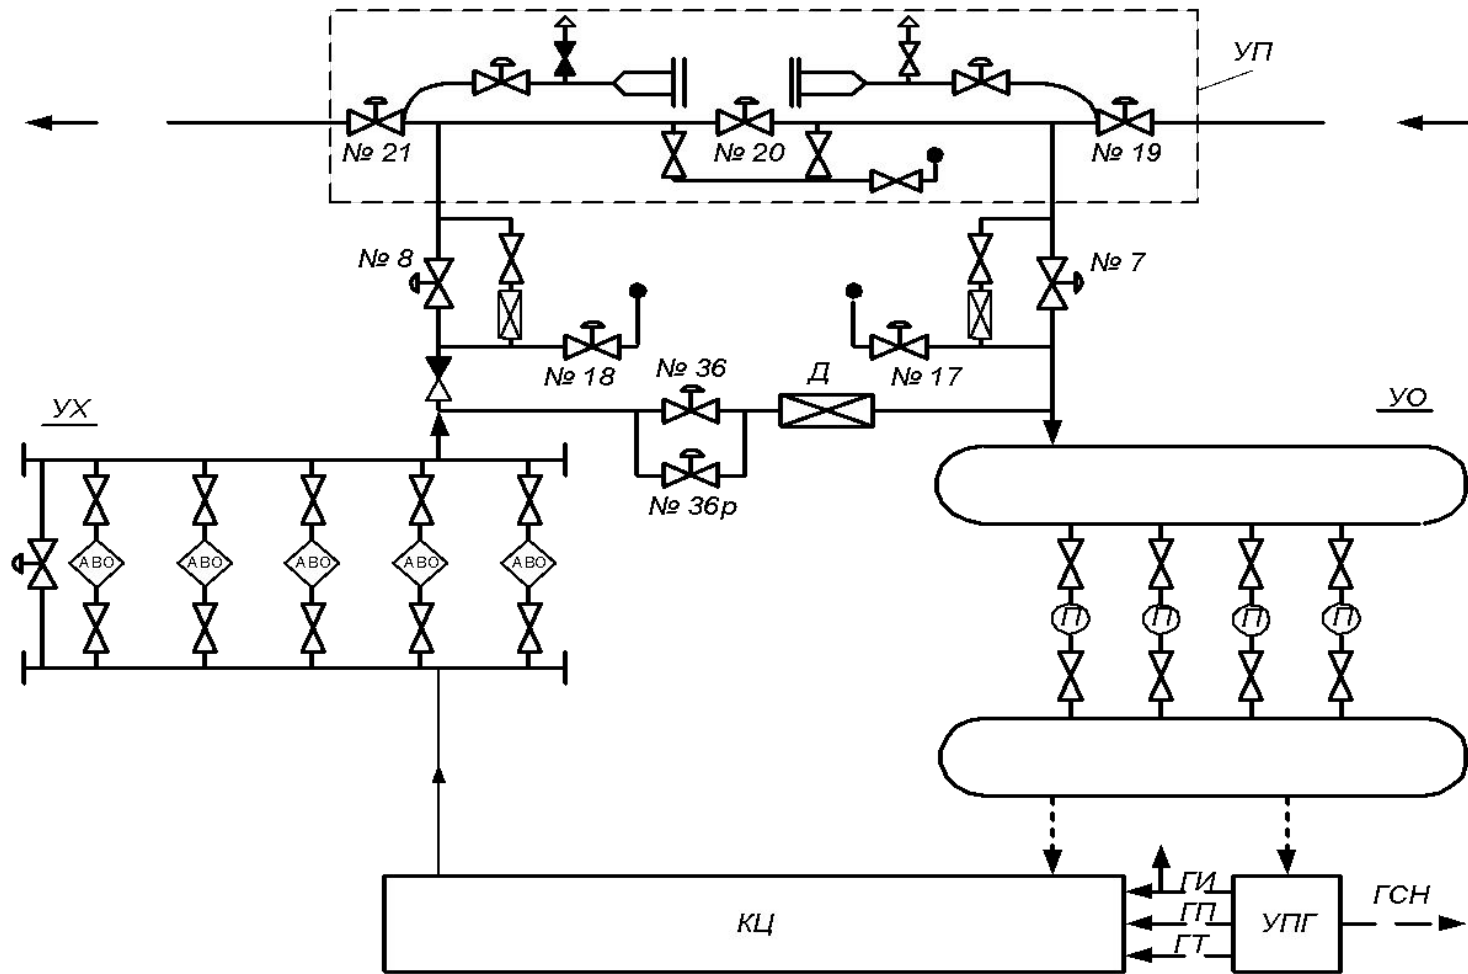 УП
№ 21
№ 20
№ 19
№ 8
№ 7
№ 18
№ 36
Д
№ 17
УХ
УО
№ 36р
АВО
АВО
АВО
АВО
АВО
П
П
П
П
ГИ
ГП
ГТ
КЦ
УПГ
ГСН